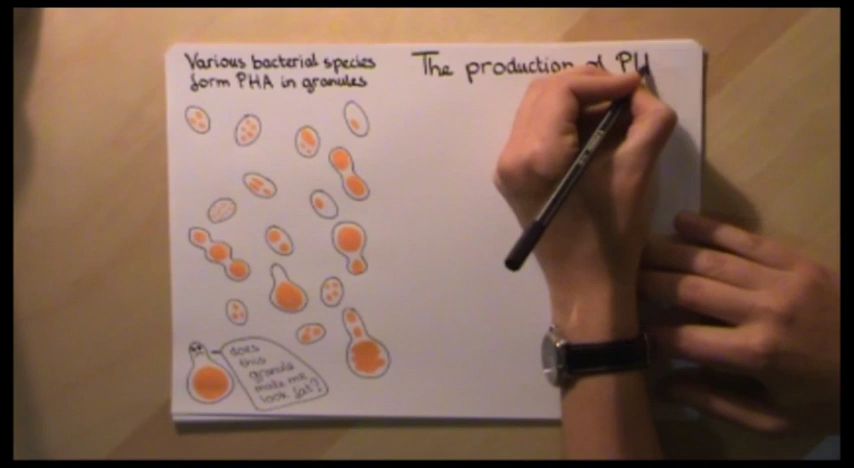 Various bacterial species
form PHA in granules
The production of PH
does
this
granule
make me
look fat?